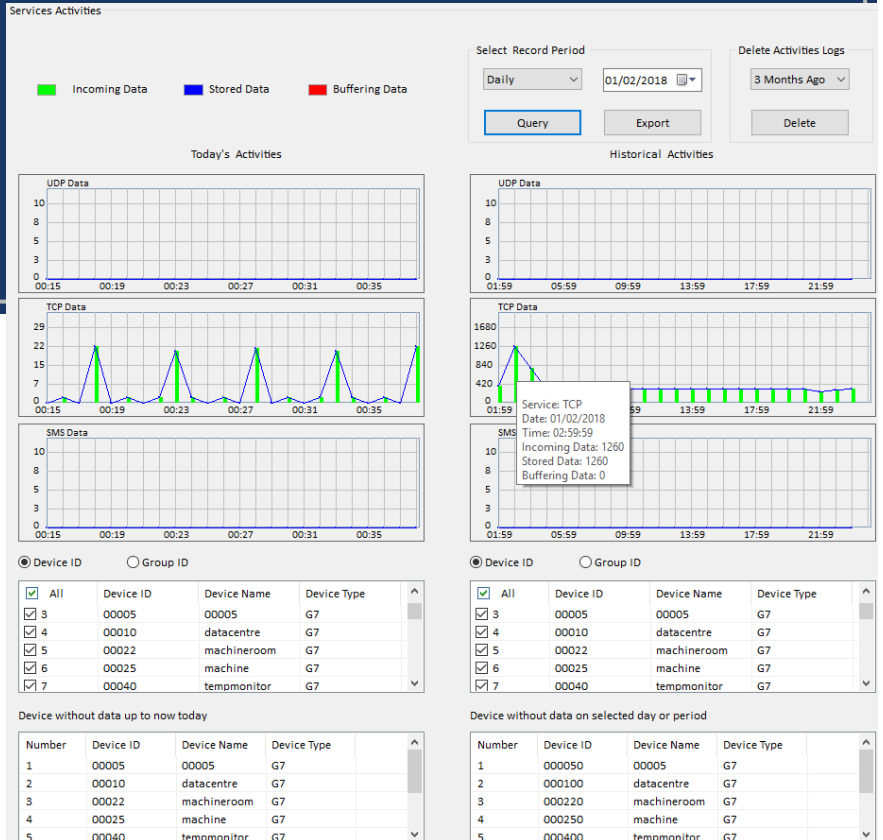 Services Activities
Select Record Period
Delete Activities Logs
Incoming Data
Stored Data
Buffering Data
Daily
01/02/2018
3 Months Ago
Query
Export
Delete
Today's Activities
Historical Activities
UDP Data
10
8
5
3
0
00:15 00:19 00:23 00:27 00:31 00:35
UDP Data
10
8
5
3
0
01:59 05:59 09:59 13:59 17:59 21:59
TCP Data
29
22
15
7
0
00:15 00:19 00:23 00:27 00:31 00:35
TCP Data
1680
1260
840
420
0
01:59 59 13:59 17:59 21:59
Service: TCP
Date: 01/02/2018
Time: 02:59:59
Incoming Data: 1260
Stored Data: 1260
Buffering Data: 0
SMS Data
10
8
5
3
0
00:15 00:19 00:23 00:27 00:31 00:35
SMS
10
8
5
3
0
01:59 05:59 09:59 13:59 17:59 21:59
Device ID Group ID
All Device ID Device Name Device Type
3 00005 00005 G7
4 00010 datacentre G7
5 00022 machineroom G7
6 00025 machine G7
7 00040 tempmonitor G7
Device ID Group ID
All Device ID Device Name Device Type
3 00005 00005 G7
4 00010 datacentre G7
5 00022 machineroom G7
6 00025 machine G7
7 00040 tempmonitor G7
Device without data up to now today
Number Device ID Device Name Device Type
1 00005 00005 G7
2 00010 datacentre G7
3 00022 machineroom G7
4 00025 machine G7
5 00040 tempmonitor G7
Device without data on selected day or period
Number Device ID Device Name Device Type
1 000050 00005 G7
2 000100 datacentre G7
3 000220 machineroom G7
4 000250 machine G7
5 000400 tempmonitor G7